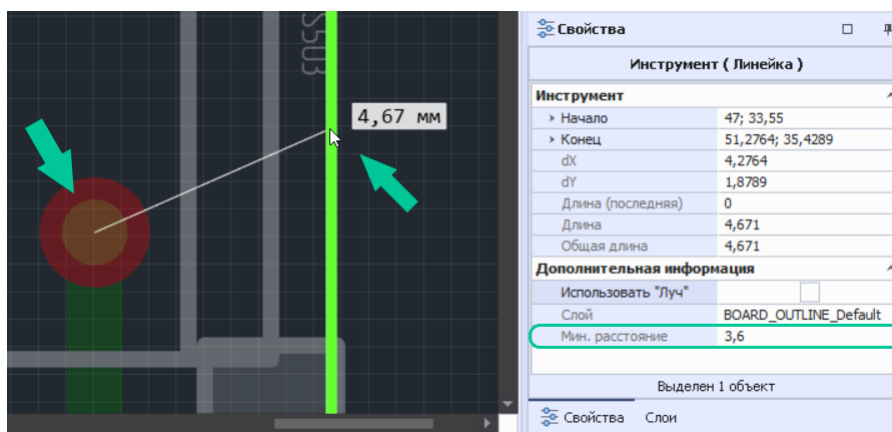 S5U3
4,67 мм
Свойства
Инструмент ( Линейка )
Инструмент
Начало 47; 33,55
Конец 51,2764; 35,4289
dX 4,2764
dY 1,8789
Длина (последняя) 0
Длина 4,671
Общая длина 4,671
Дополнительная информация
Использовать "Луч"
Слой BOARD_OUTLINE_Default
Мин. расстояние 3,6
Выделен 1 объект
Свойства Слои